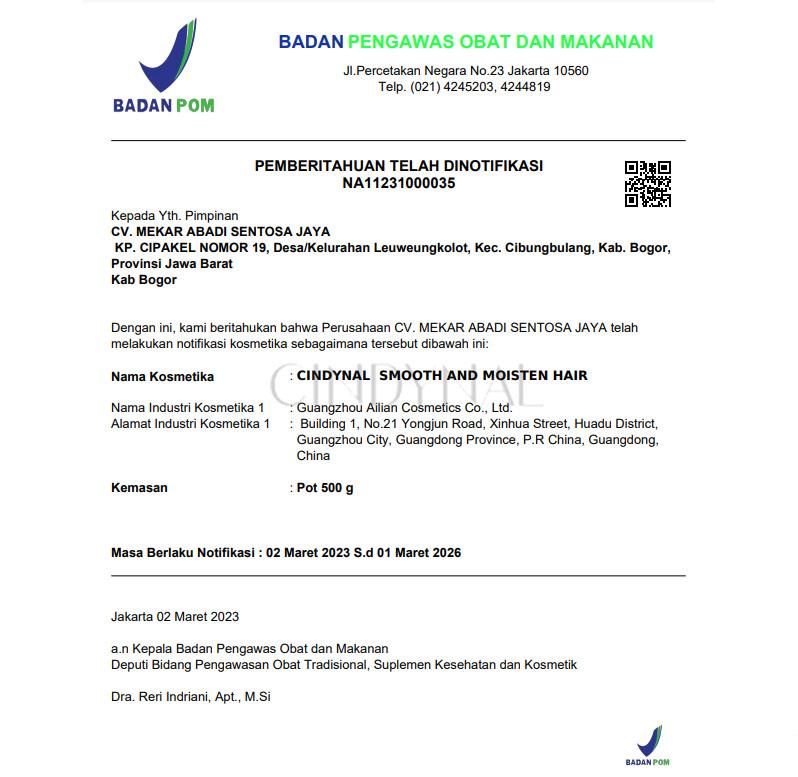 BADAN PENGAWAS OBAT DAN MAKANAN
Jl.Percetakan Negara No.23 Jakarta 10560
Telp. (021) 4245203, 4244819
BADAN POM
PEMBERITAHUAN TELAH DINOTIFIKASI
NA11231000035
Kepada Yth. Pimpinan
CV. MEKAR ABADI SENTOSA JAYA
KP. CIPAKEL NOMOR 19, Desa/Kelurahan Leuweungkolot, Kec. Cibungbulang, Kab. Bogor,
Provinsi Jawa Barat
Kab Bogor
Dengan ini, kami beritahukan bahwa Perusahaan CV. MEKAR ABADI SENTOSA JAYA telah
melakukan notifikasi kosmetika sebagaimana tersebut dibawah ini:
CINDYNAL
Nama Kosmetika : CINDYNAL SMOOTH AND MOISTEN HAIR
Nama Industri Kosmetika 1 : Guangzhou Ailian Cosmetics Co., Ltd.
Alamat Industri Kosmetika 1 : Building 1, No.21 Yongjun Road, Xinhua Street, Huadu District,
Guangzhou City, Guangdong Province, P.R China, Guangdong,
China
Kemasan : Pot 500 g
Masa Berlaku Notifikasi : 02 Maret 2023 S.d 01 Maret 2026
Jakarta 02 Maret 2023
a.n Kepala Badan Pengawas Obat dan Makanan
Deputi Bidang Pengawasan Obat Tradisional, Suplemen Kesehatan dan Kosmetik
Dra. Reri Indriani, Apt., M.Si
BADAN POM